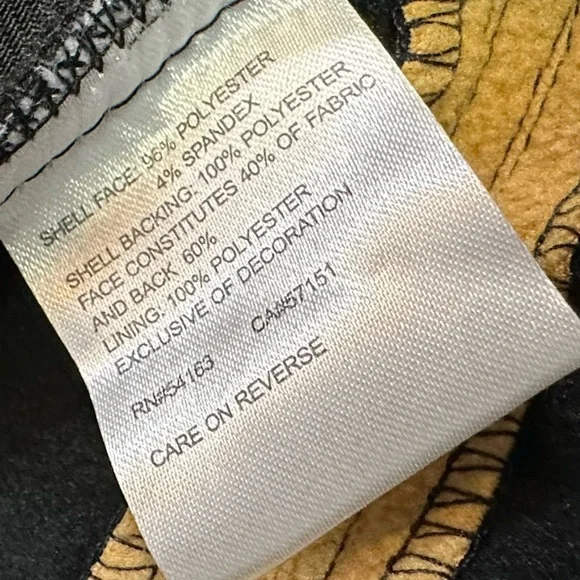 SHELL FACE: 96% POLYESTER
4% SPANDEX
SHELL BACKING: 100% POLYESTER
FACE CONSTITUTES 40% OF FABRIC
AND BACK 60%
LINING: 100% POLYESTER
EXCLUSIVE OF DECORATION
RN#54163 CA#57151
CARE ON REVERSE